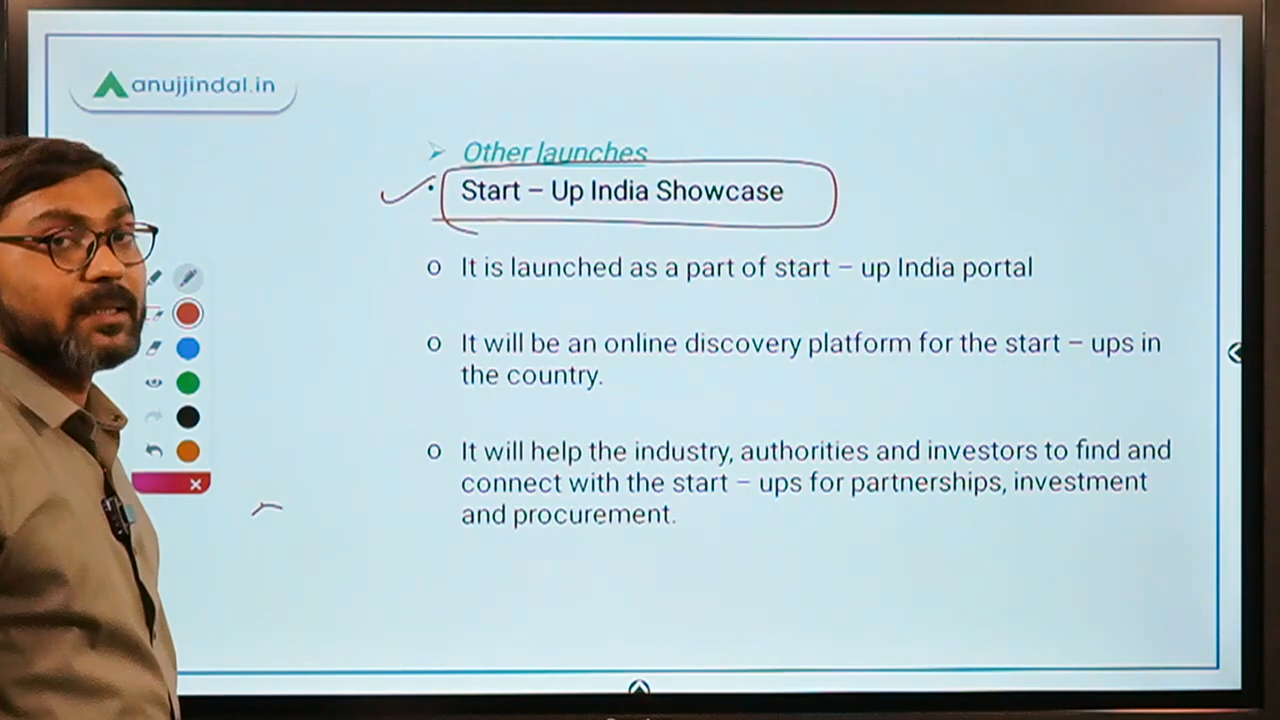 anujjindal.in
Other launches
Start – Up India Showcase
o It is launched as a part of start – up India portal
o It will be an online discovery platform for the start – ups in
the country.
o It will help the industry, authorities and investors to find and
connect with the start – ups for partnerships, investment
and procurement.